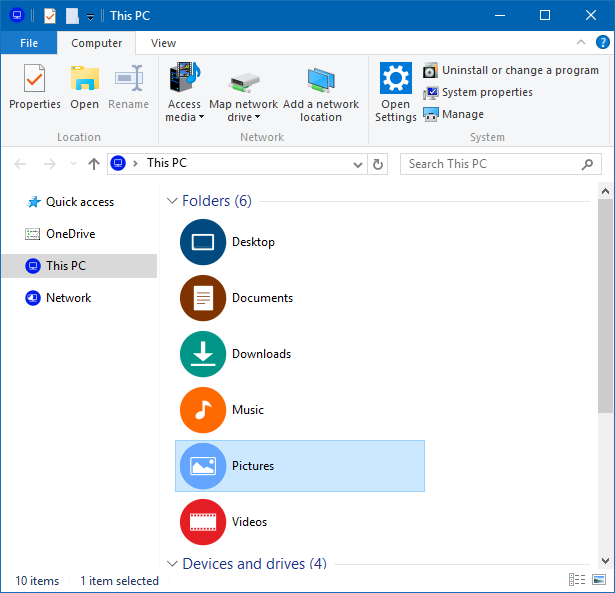 This PC
File Computer View
Properties Open Rename Access media Map network drive Add a network location Open Settings Uninstall or change a program
System properties
Manage
Location Network System
This PC Search This PC
Quick access
OneDrive
This PC
Network
Folders (6)
Desktop
Documents
Downloads
Music
Pictures
Videos
Devices and drives (4)
10 items 1 item selected